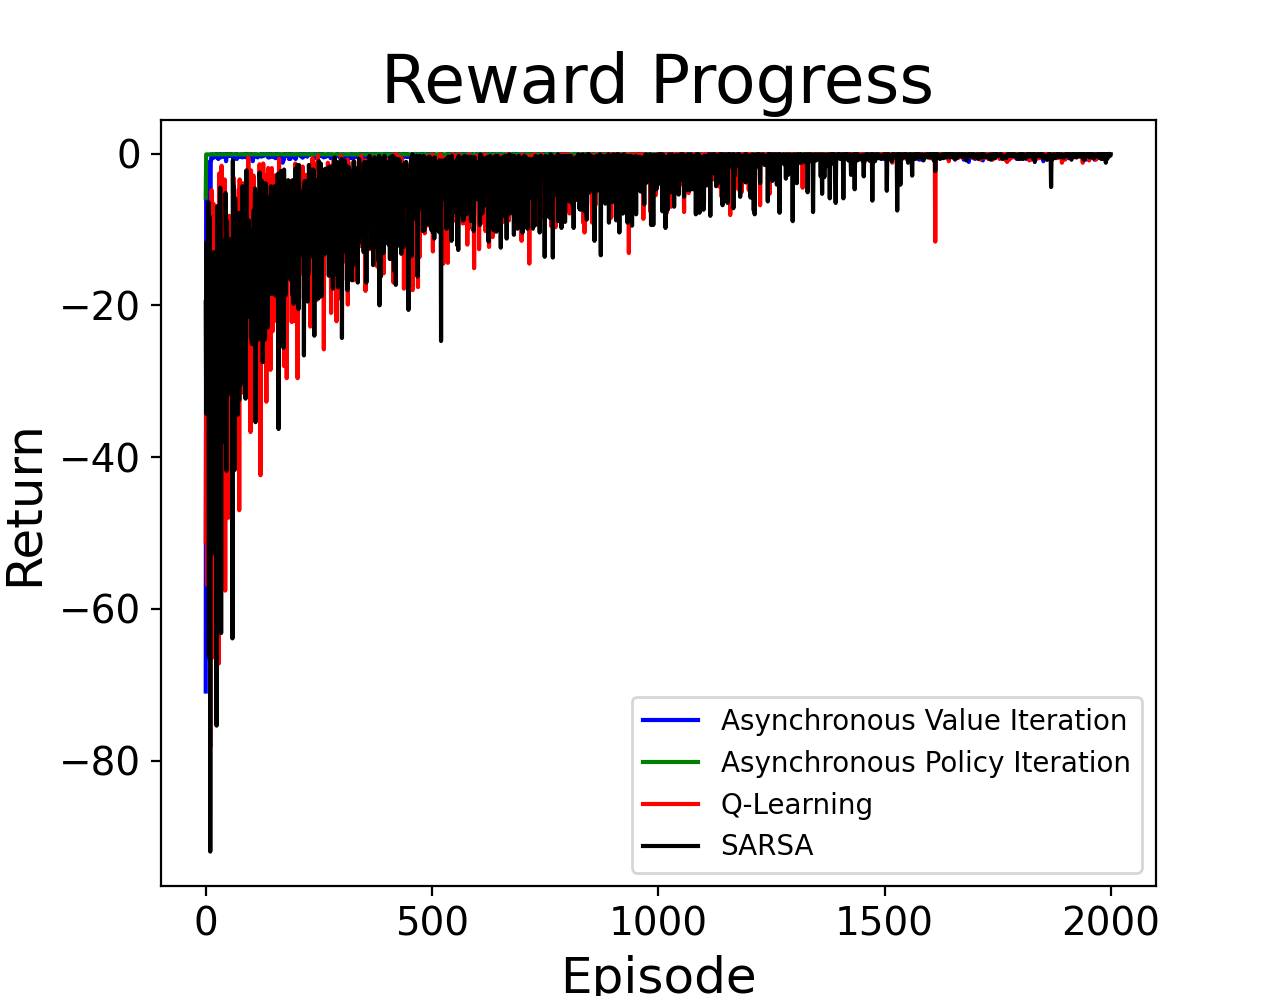 Reward Progress
0
−20
−40
−60
−80
Return
0 500 1000 1500 2000
Episode
Asynchronous Value Iteration
Asynchronous Policy Iteration
Q-Learning
SARSA